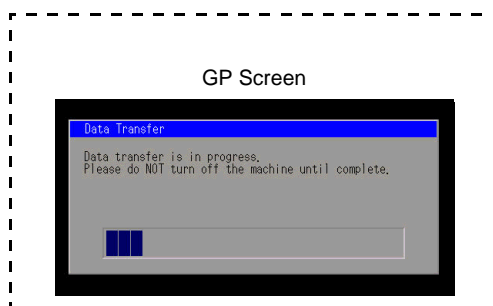 GP Screen
Data Transfer
Data transfer is in progress.
Please do NOT turn off the machine until complete.